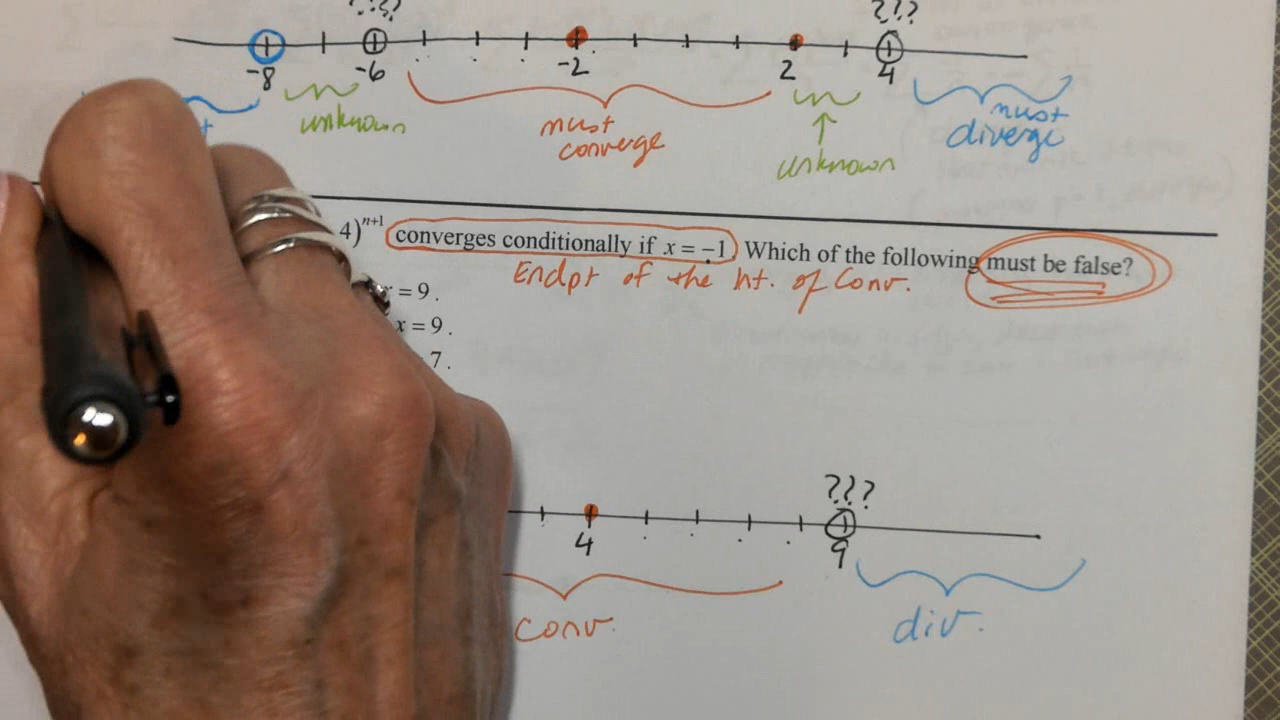 ???
???
-8
-6
-2
2
4
unknown
must
converge
unknown
must
diverge
4)ⁿ⁺¹ converges conditionally if x = -1. Which of the following must be false?
Endpt of the Int. of Conv.
= 9.
x = 9.
7.
???
4
9
conv.
div.